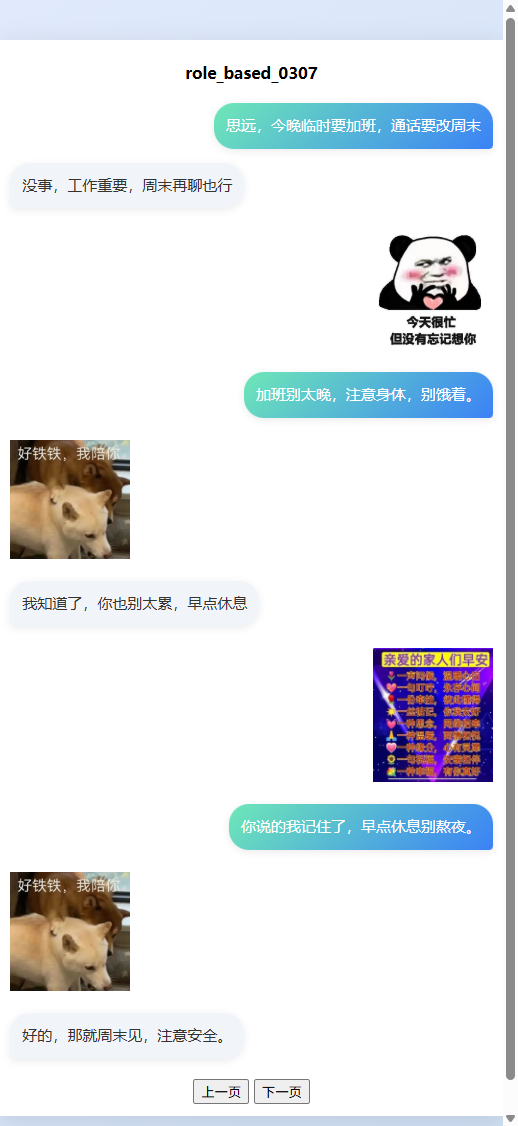 role_based_0307
思远，今晚临时要加班，通话要改周末
没事，工作重要，周末再聊也行
今天很忙
但没有忘记想你
加班别太晚，注意身体，别饿着。
好铁铁，我陪你
我知道了，你也别太累，早点休息
亲爱的家人们早安
你说的我记住了，早点休息别熬夜。
好铁铁，我陪你
好的，那就周末见，注意安全。
上一页
下一页